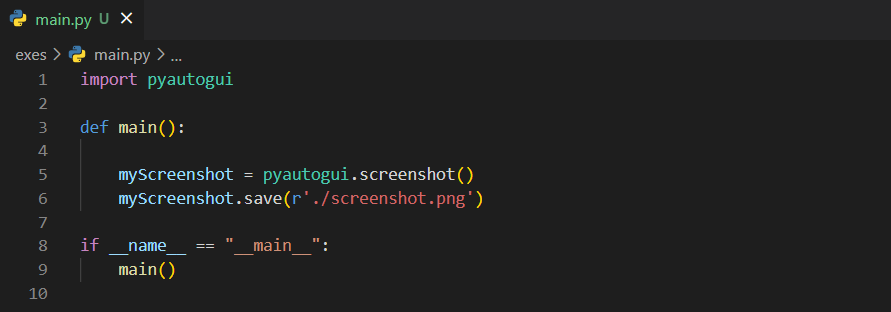 main.py U ×
exes > main.py > ...
1 import pyautogui
2
3 def main():
4
5     myScreenshot = pyautogui.screenshot()
6     myScreenshot.save(r'./screenshot.png')
7
8 if __name__ == "__main__":
9     main()
10